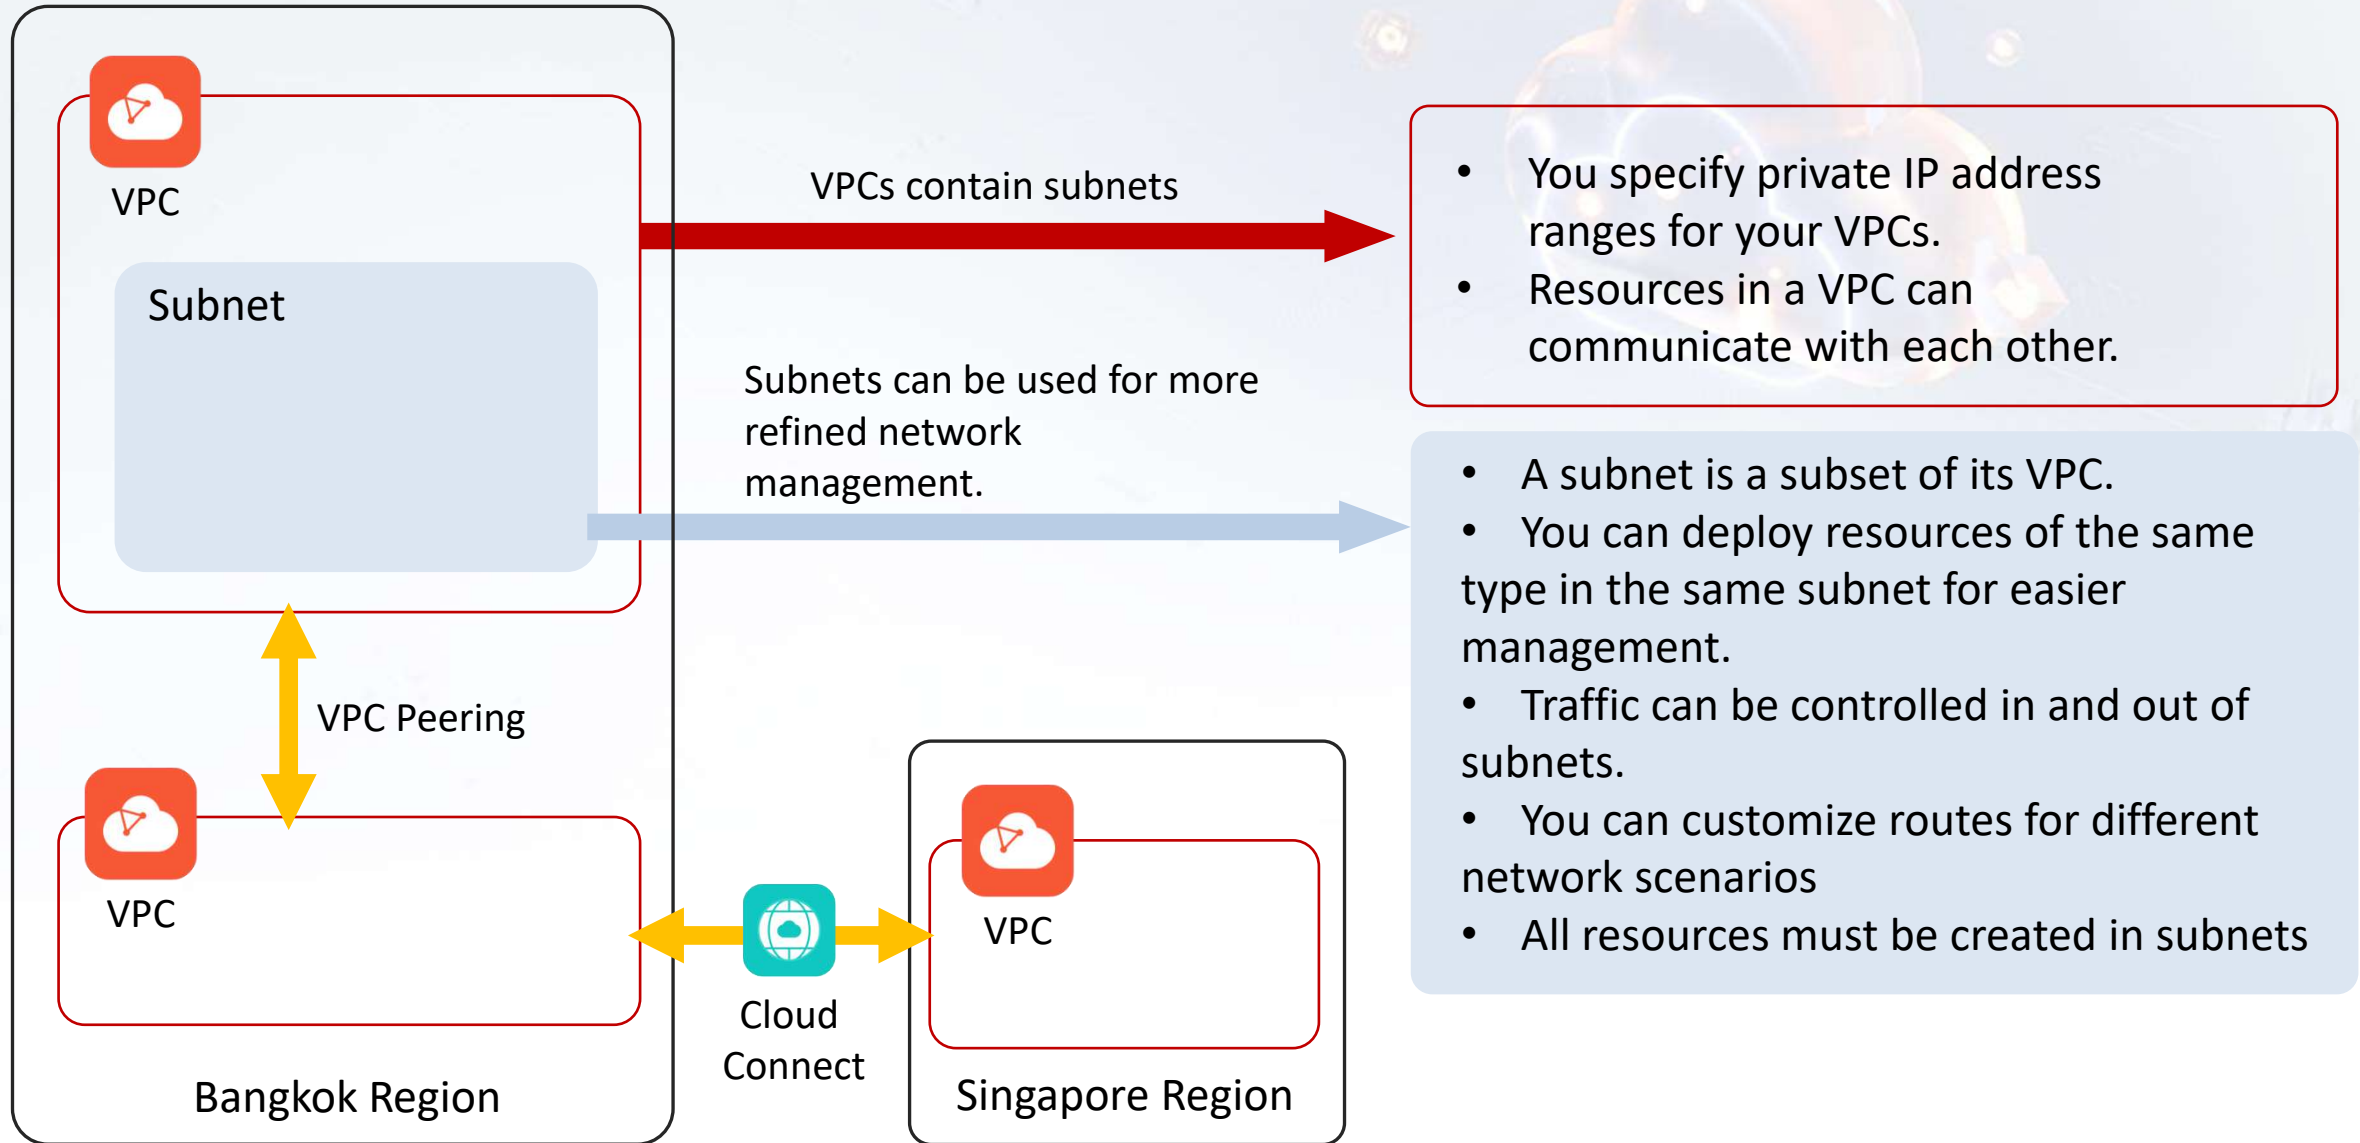 VPC
Subnet
VPCs contain subnets
Subnets can be used for more
refined network
management.
• You specify private IP address
ranges for your VPCs.
• Resources in a VPC can
communicate with each other.
• A subnet is a subset of its VPC.
• You can deploy resources of the same
type in the same subnet for easier
management.
• Traffic can be controlled in and out of
subnets.
• You can customize routes for different
network scenarios
• All resources must be created in subnets
VPC Peering
VPC
Cloud
Connect
VPC
Bangkok Region
Singapore Region